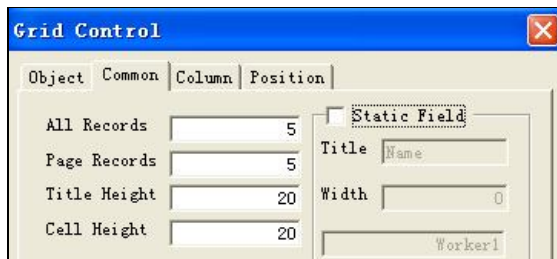 Grid Control
Object Common Column Position
All Records 5
Page Records 5
Title Height 20
Cell Height 20
Static Field
Title Name
Width 0
Worker1